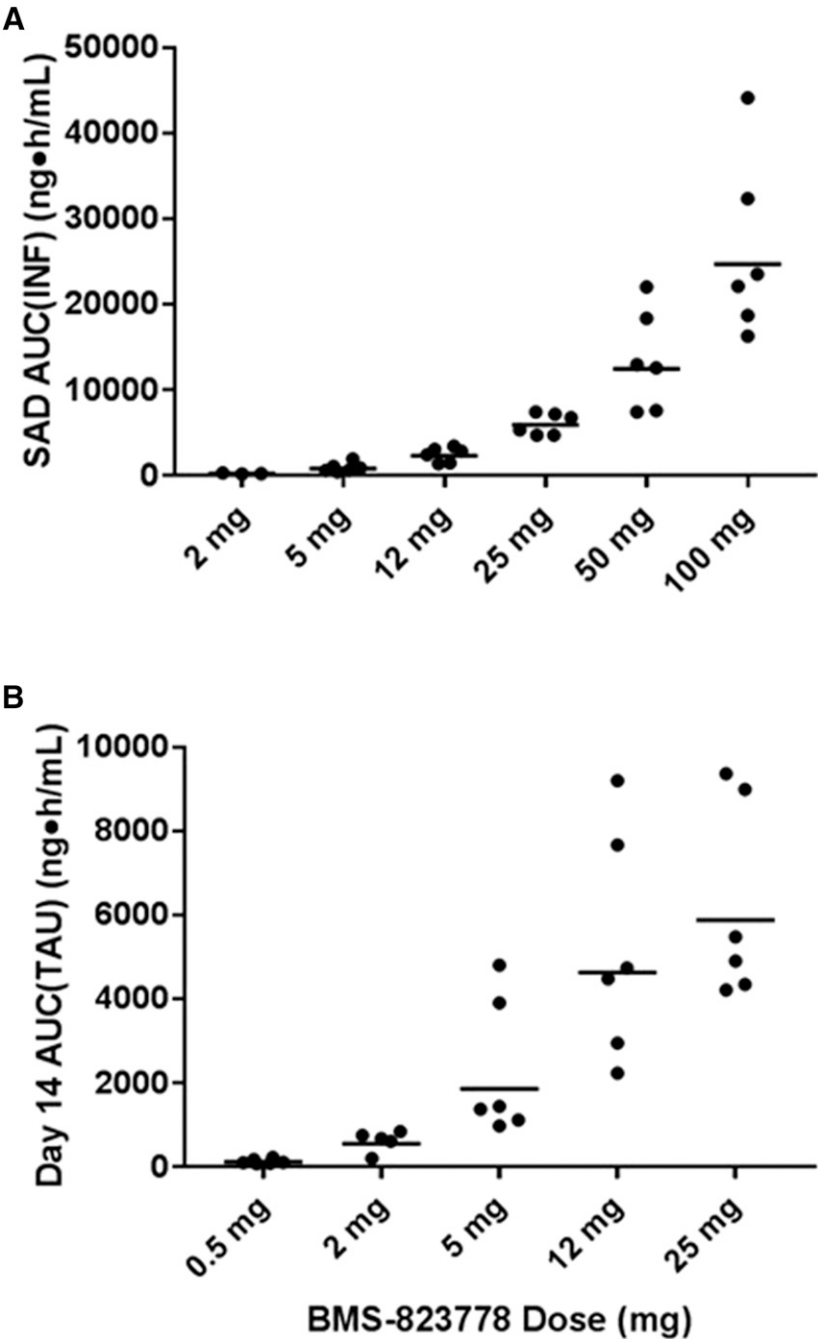 A
SAD AUC(INF) (ng•h/mL)
50000
40000
30000
20000
10000
0
2 mg
5 mg
12 mg
25 mg
50 mg
100 mg
B
Day 14 AUC(TAU) (ng•h/mL)
10000
8000
6000
4000
2000
0
0.5 mg
2 mg
5 mg
12 mg
25 mg
BMS-823778 Dose (mg)